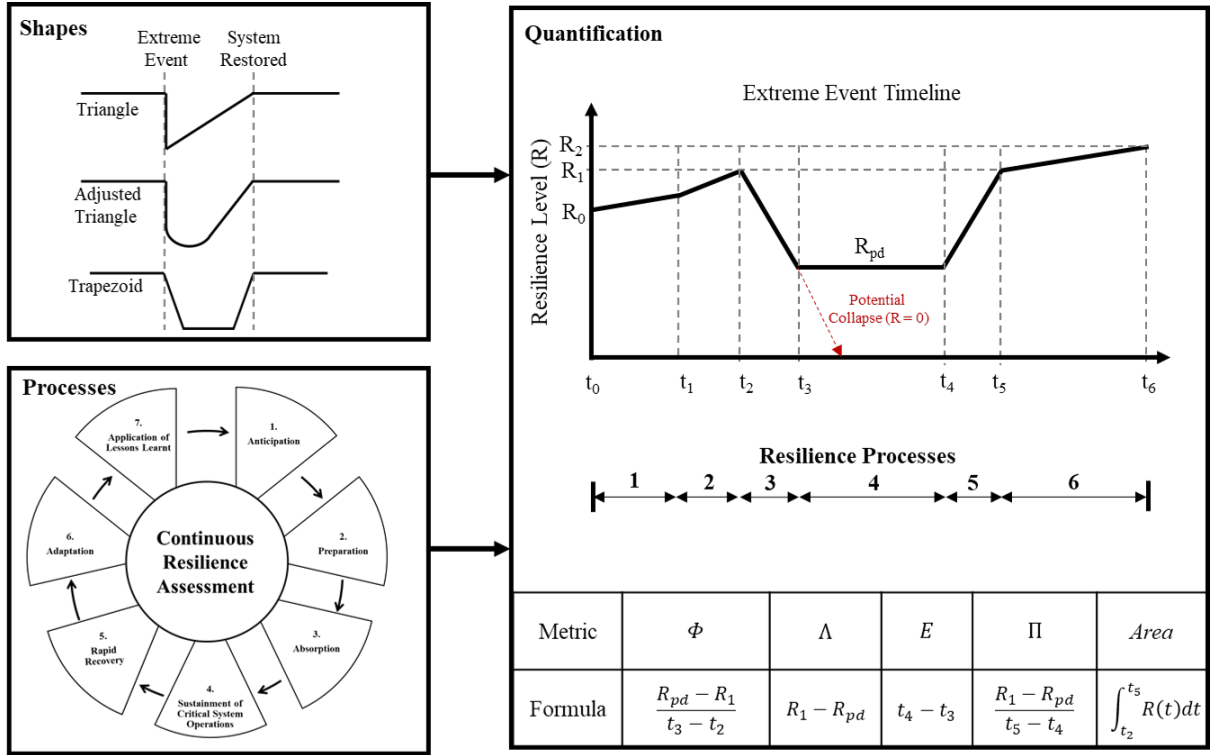 Shapes
Extreme
Event
System
Restored
Triangle
Adjusted
Triangle
Trapezoid
Processes
1.
Anticipation
2.
Preparation
3.
Absorption
4.
Sustainment of
Critical System
Operations
5.
Rapid
Recovery
6.
Adaptation
7.
Application of
Lessons Learnt
Continuous
Resilience
Assessment
Quantification
Extreme Event Timeline
Resilience Level (R)
R₂
R₁
R₀
R_pd
Potential
Collapse (R = 0)
t₀ t₁ t₂ t₃ t₄ t₅ t₆
Resilience Processes
1 2 3 4 5 6
Metric Φ Λ E Π Area
Formula (R_pd − R₁)/(t₃ − t₂) R₁ − R_pd t₄ − t₃ (R₁ − R_pd)/(t₅ − t₄) ∫_{t₂}^{t₅} R(t)dt